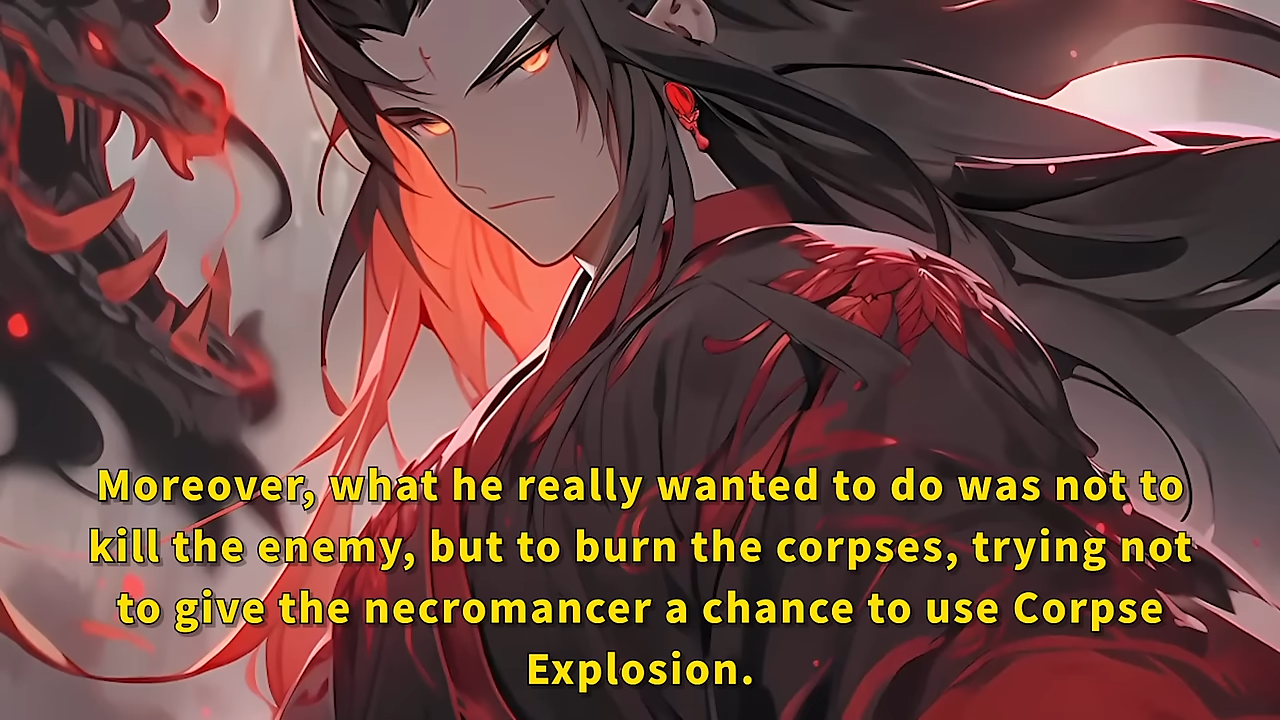 Moreover, what he really wanted to do was not to
kill the enemy, but to burn the corpses, trying not
to give the necromancer a chance to use Corpse
Explosion.